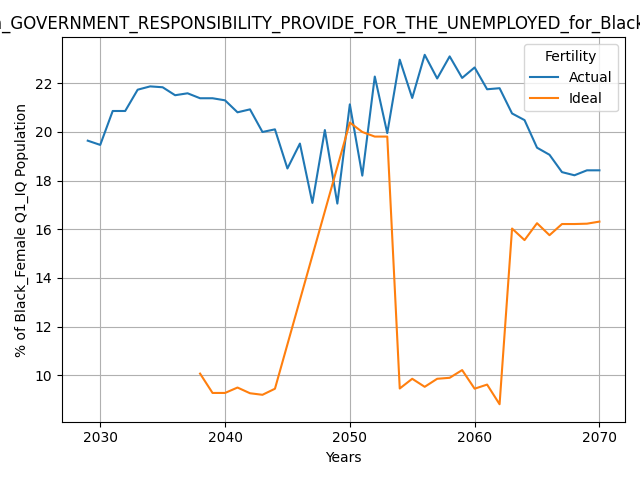 GOVERNMENT_RESPONSIBILITY_PROVIDE_FOR_THE_UNEMPLOYED_for_Black
Fertility
Actual
Ideal
22
20
18
16
14
12
10
% of Black_Female Q1_IQ Population
2030 2040 2050 2060 2070
Years